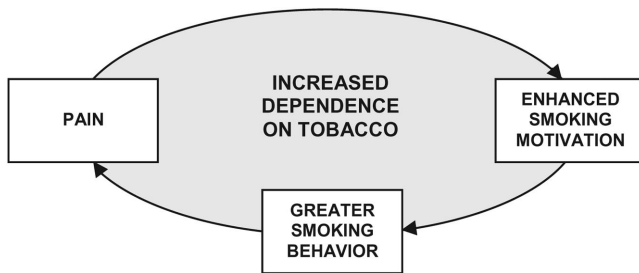 INCREASED
DEPENDENCE
ON TOBACCO
PAIN
ENHANCED
SMOKING
MOTIVATION
GREATER
SMOKING
BEHAVIOR